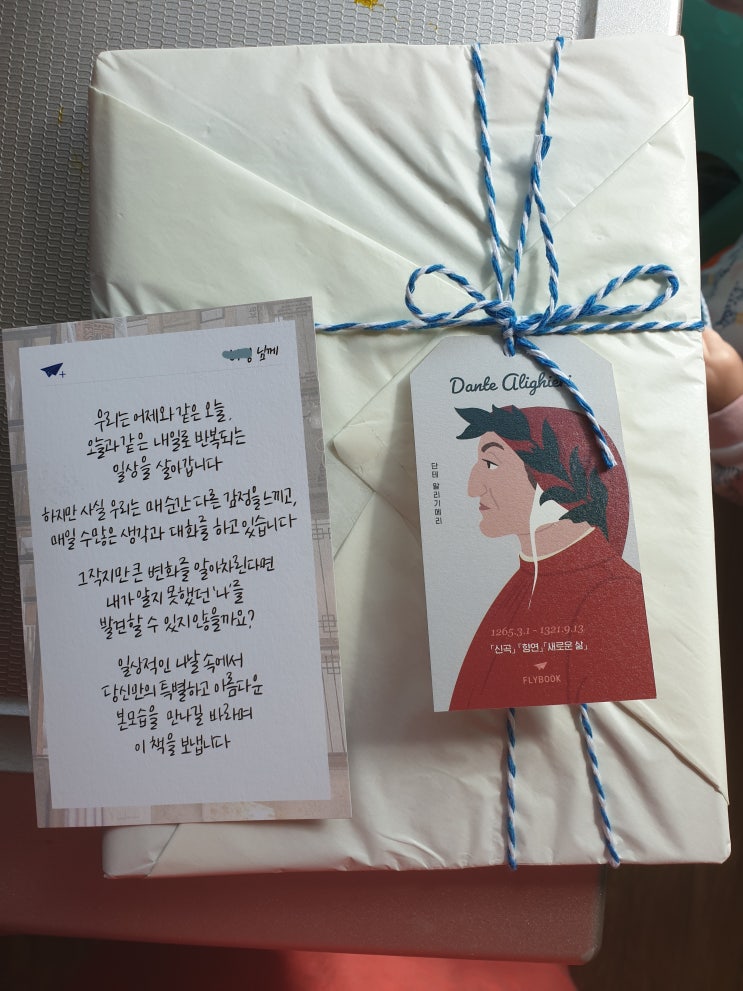 님께
우리는 어제와 같은 오늘,
오늘과 같은 내일로 반복되는
일상을 살아갑니다
하지만 사실 우리는 매 순간 다른 감정을 느끼고,
매일 수많은 생각과 대화를 하고 있습니다
그 작지만 큰 변화를 알아차린다면
내가 알지 못했던 '나'를
발견할 수 있지 않을까요?
일상적인 나날 속에서
당신만의 특별하고 아름다운
본모습을 만나길 바라며
이 책을 보냅니다
Dante Alighieri
단테 알리기에리
1265.3.1 - 1321.9.13
「신곡」「향연」「새로운 삶」
FLYBOOK